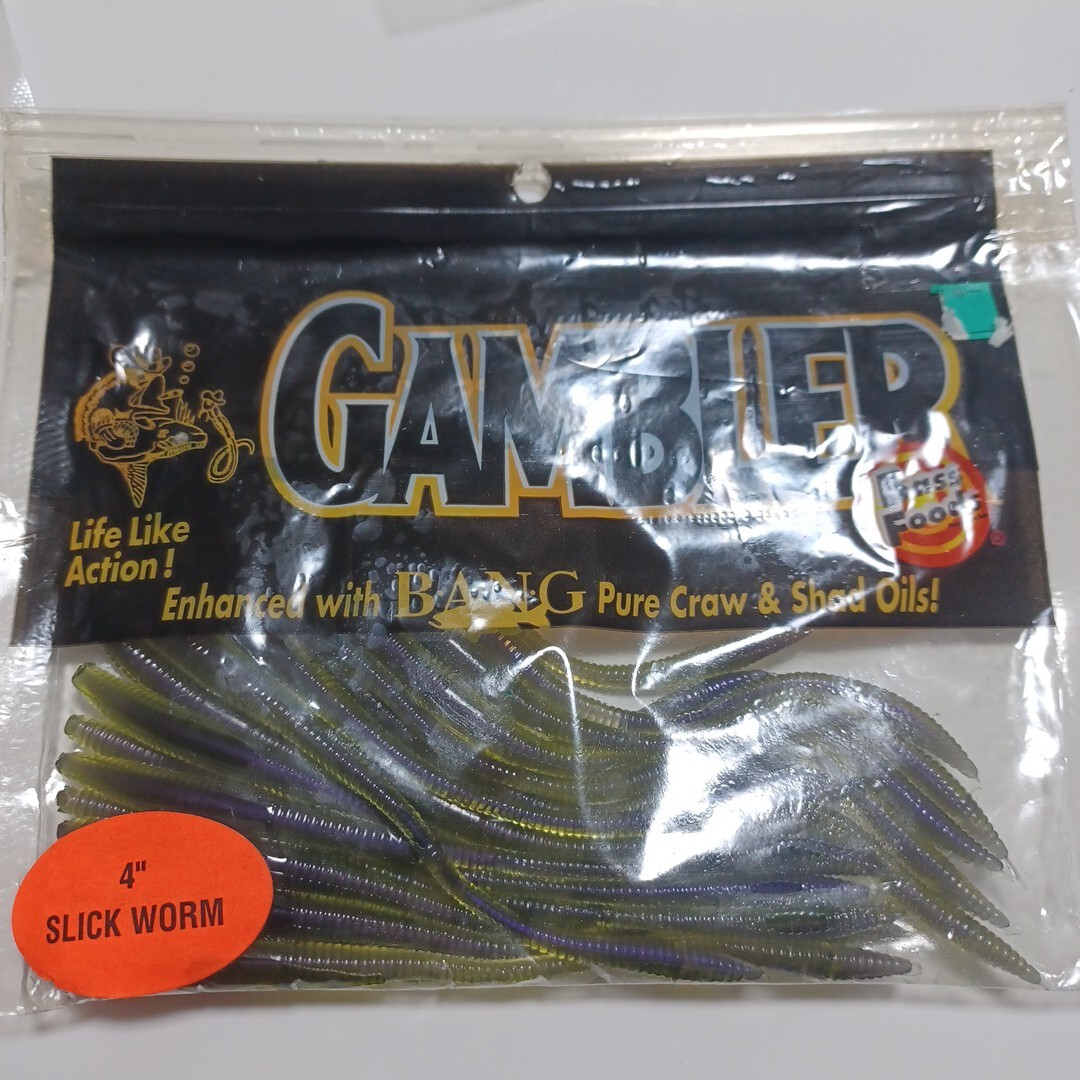 GAMBLER
Bass
Foods
®
Life Like
Action!
Enhanced with BANG Pure Craw & Shad Oils!
4"
SLICK WORM